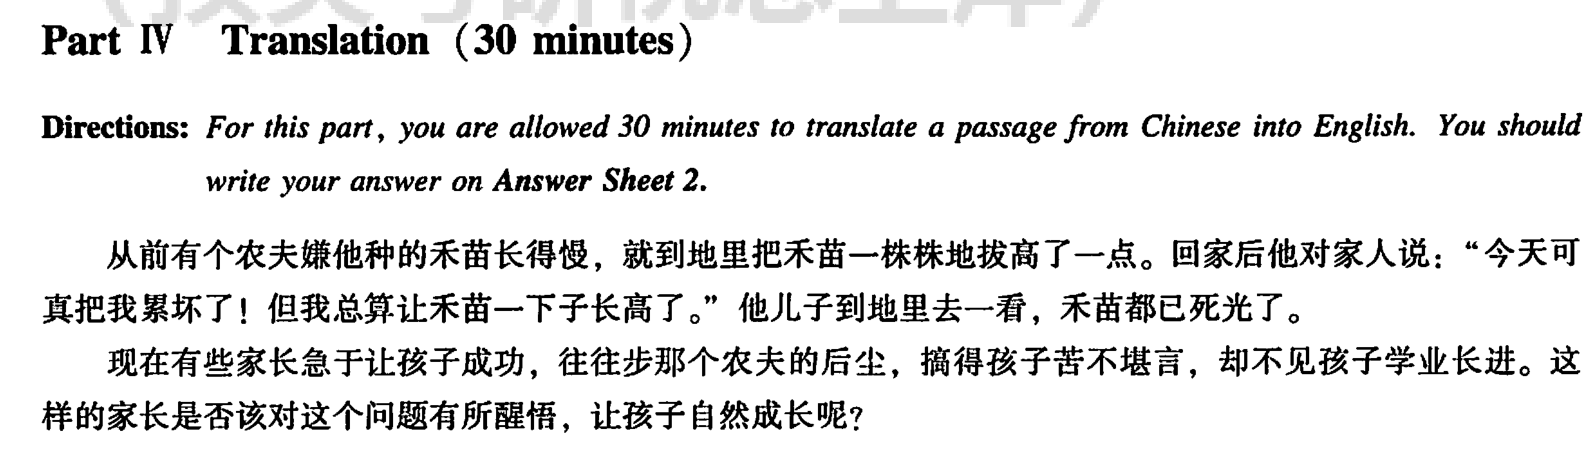 Part Ⅳ Translation (30 minutes)
Directions: For this part, you are allowed 30 minutes to translate a passage from Chinese into English. You should
write your answer on Answer Sheet 2.
从前有个农夫嫌他种的禾苗长得慢，就到地里把禾苗一株株地拔高了一点。回家后他对家人说：“今天可
真把我累坏了！但我总算让禾苗一下子长高了。”他儿子到地里去一看，禾苗都已死光了。
现在有些家长急于让孩子成功，往往步那个农夫的后尘，搞得孩子苦不堪言，却不见孩子学业长进。这
样的家长是否该对这个问题有所醒悟，让孩子自然成长呢？